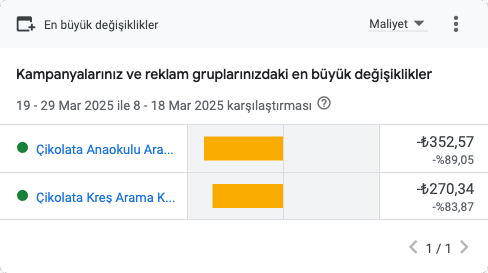 En büyük değişiklikler
Maliyet
Kampanyalarınız ve reklam gruplarınızdaki en büyük değişiklikler
19 - 29 Mar 2025 ile 8 - 18 Mar 2025 karşılaştırması
Çikolata Anaokulu Ara...
-₺352,57
-%89,05
Çikolata Kreş Arama K...
-₺270,34
-%83,87
1 / 1